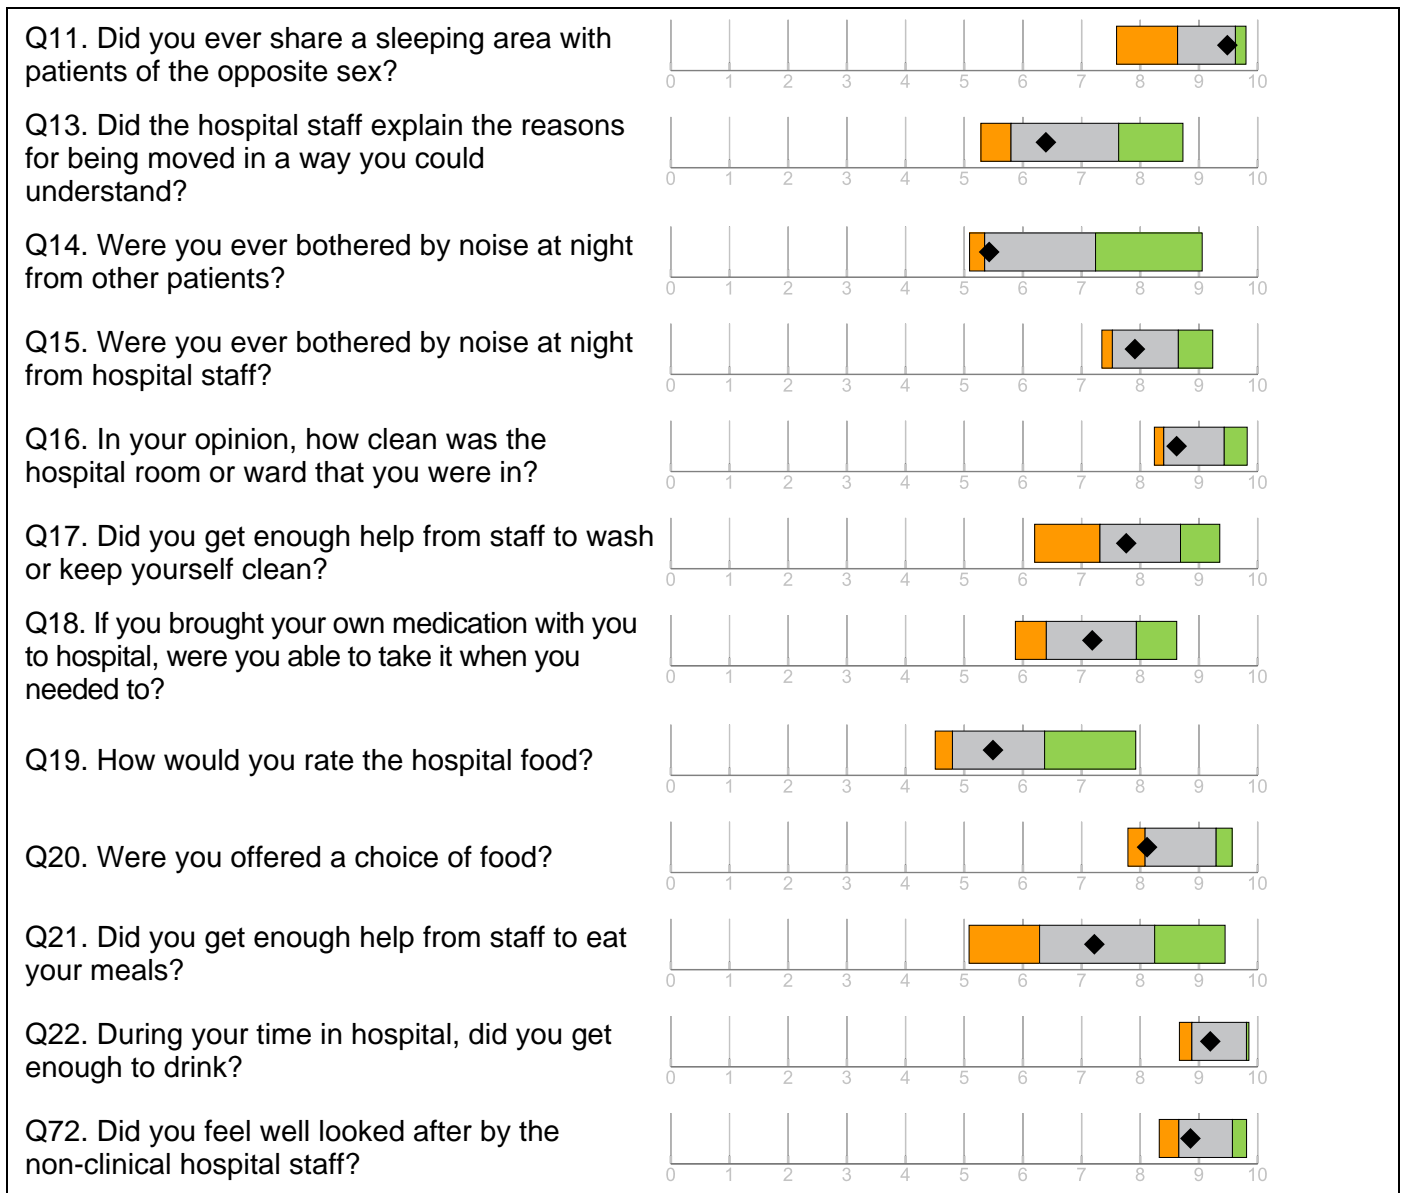 Q11. Did you ever share a sleeping area with
patients of the opposite sex?
0 1 2 3 4 5 6 7 8 9 10
Q13. Did the hospital staff explain the reasons
for being moved in a way you could
understand?
0 1 2 3 4 5 6 7 8 9 10
Q14. Were you ever bothered by noise at night
from other patients?
0 1 2 3 4 5 6 7 8 9 10
Q15. Were you ever bothered by noise at night
from hospital staff?
0 1 2 3 4 5 6 7 8 9 10
Q16. In your opinion, how clean was the
hospital room or ward that you were in?
0 1 2 3 4 5 6 7 8 9 10
Q17. Did you get enough help from staff to wash
or keep yourself clean?
0 1 2 3 4 5 6 7 8 9 10
Q18. If you brought your own medication with you
to hospital, were you able to take it when you
needed to?
0 1 2 3 4 5 6 7 8 9 10
Q19. How would you rate the hospital food?
0 1 2 3 4 5 6 7 8 9 10
Q20. Were you offered a choice of food?
0 1 2 3 4 5 6 7 8 9 10
Q21. Did you get enough help from staff to eat
your meals?
0 1 2 3 4 5 6 7 8 9 10
Q22. During your time in hospital, did you get
enough to drink?
0 1 2 3 4 5 6 7 8 9 10
Q72. Did you feel well looked after by the
non-clinical hospital staff?
0 1 2 3 4 5 6 7 8 9 10